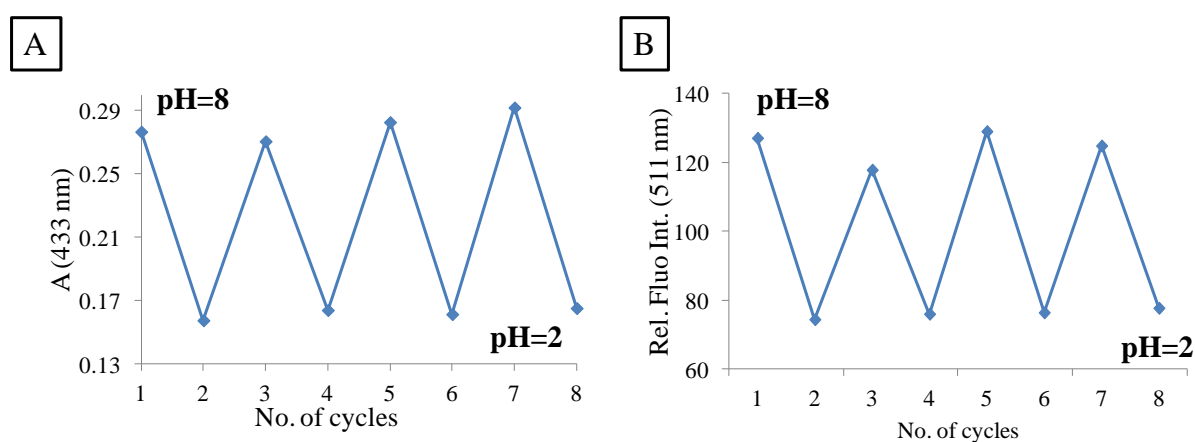 A
pH=8
0.29
0.25
0.21
0.17
0.13
A (433 nm)
pH=2
1 2 3 4 5 6 7 8
No. of cycles
B
pH=8
140
120
100
80
60
Rel. Fluo Int. (511 nm)
pH=2
1 2 3 4 5 6 7 8
No. of cycles